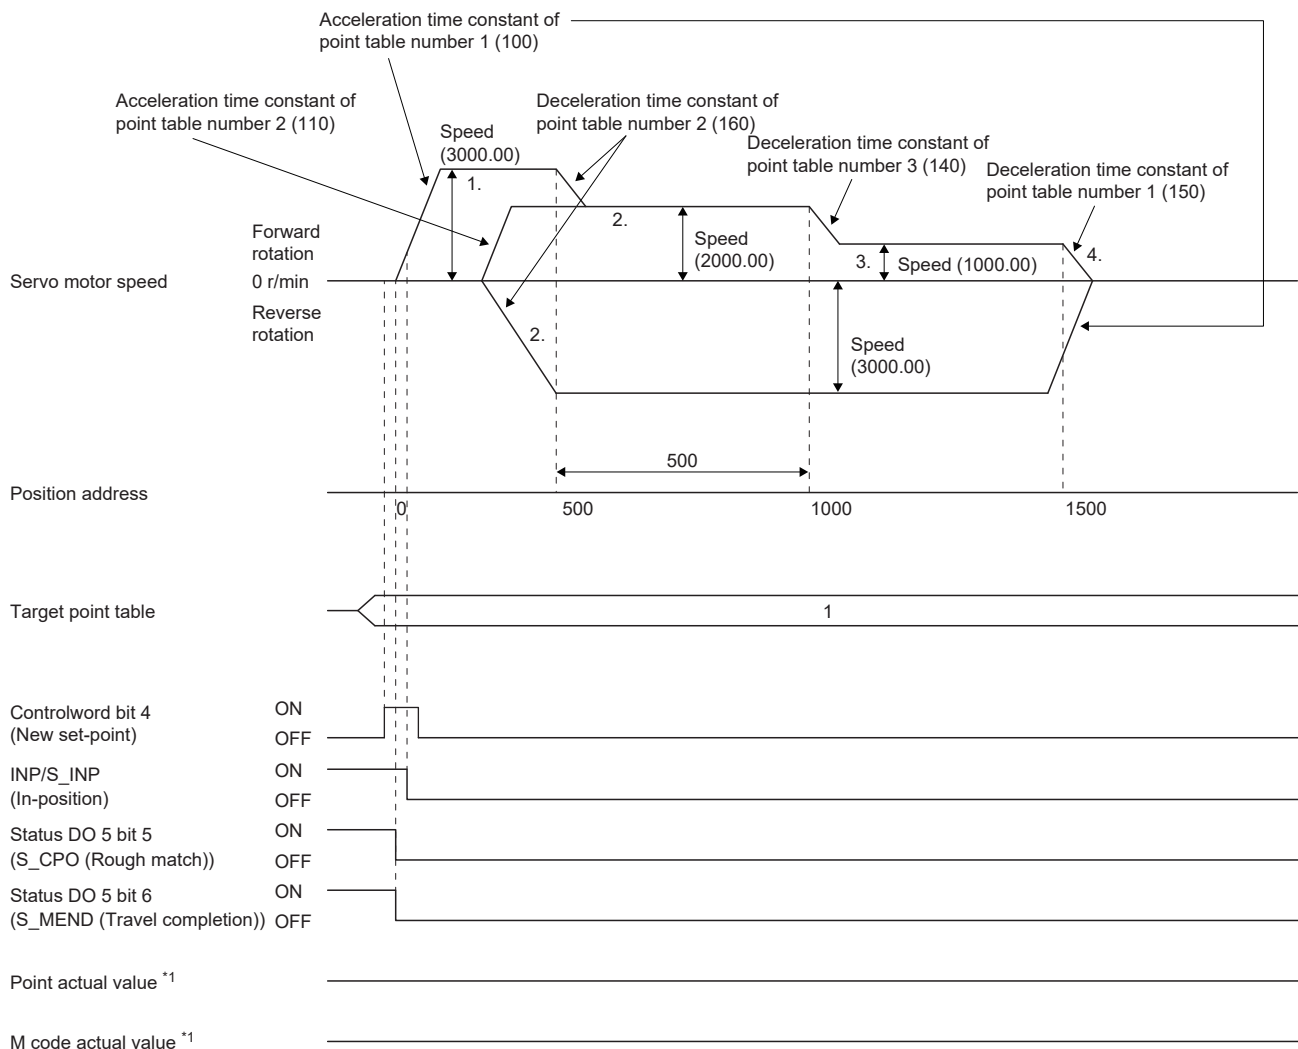 Acceleration time constant of
point table number 1 (100)
Acceleration time constant of
point table number 2 (110)
Deceleration time constant of
point table number 2 (160)
Speed
(3000.00)
Deceleration time constant of
point table number 3 (140)
Deceleration time constant of
point table number 1 (150)
1.
2.
Forward
rotation
Speed
(2000.00)
3.
Speed (1000.00)
4.
Servo motor speed
0 r/min
Reverse
rotation
2.
Speed
(3000.00)
500
Position address
0
500
1000
1500
Target point table
1
Controlword bit 4
(New set-point)
ON
OFF
INP/S_INP
(In-position)
ON
OFF
Status DO 5 bit 5
(S_CPO (Rough match))
ON
OFF
Status DO 5 bit 6
(S_MEND (Travel completion))
ON
OFF
Point actual value *1
M code actual value *1